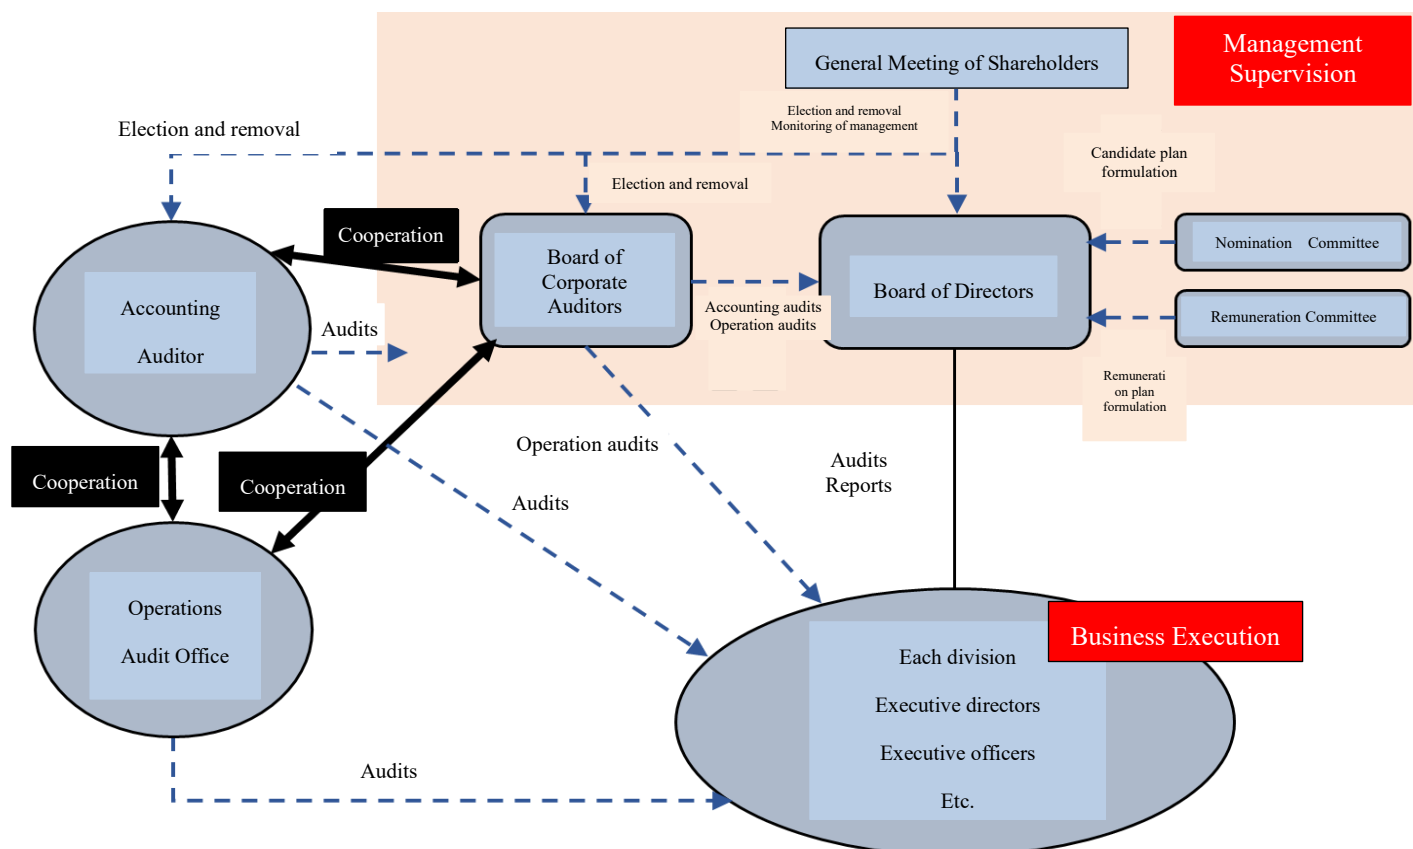 Management
Supervision
General Meeting of Shareholders
Election and removal
Monitoring of management
Election and removal
Candidate plan
formulation
Election and removal
Cooperation
Board of
Corporate
Auditors
Board of Directors
Nomination Committee
Accounting
Auditor
Audits
Accounting audits
Operation audits
Remuneration Committee
Remunerati
on plan
formulation
Operation audits
Audits
Reports
Cooperation
Cooperation
Audits
Operations
Audit Office
Business Execution
Each division
Executive directors
Executive officers
Etc.
Audits